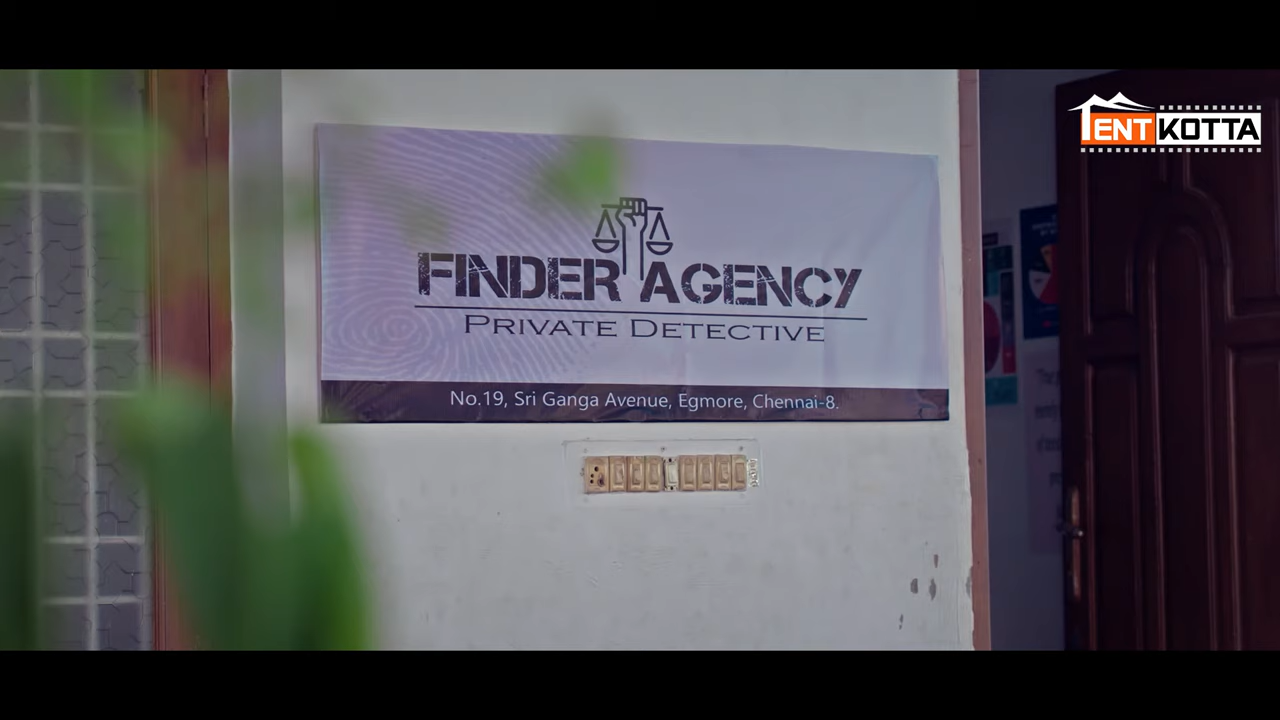 TENTKOTTA
FINDER AGENCY
PRIVATE DETECTIVE
No.19, Sri Ganga Avenue, Egmore, Chennai-8.